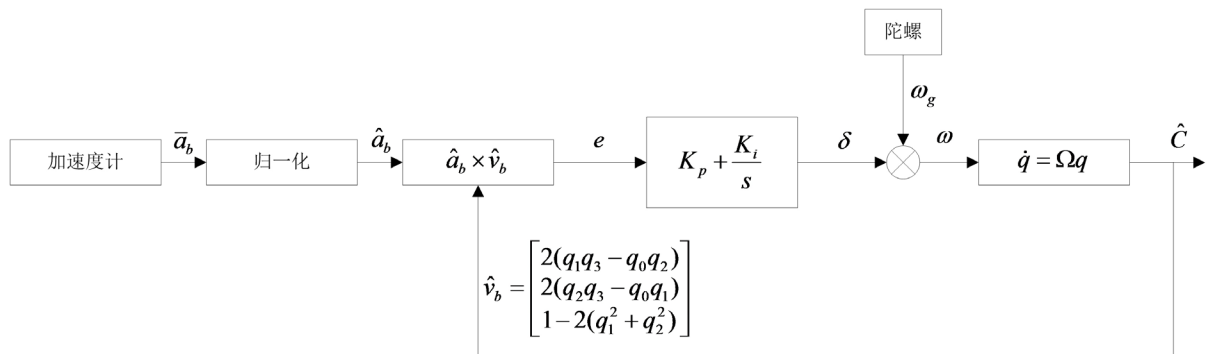 陀螺
ω_g
加速度计
ā_b
归一化
â_b
â_b × v̂_b
e
K_p + K_i/s
δ
ω
q̇ = Ωq
Ĉ
v̂_b = [2(q_1q_3 − q_0q_2)
2(q_2q_3 − q_0q_1)
1 − 2(q_1^2 + q_2^2)]